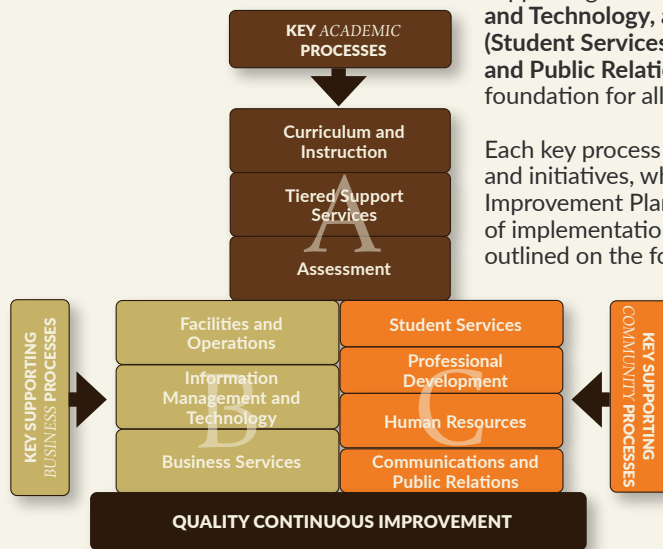 KEY ACADEMIC
PROCESSES
and Technology,
(Student Services
and Public Relati
foundation for all
Each key process
and initiatives, wh
Improvement Plan
of implementatio
outlined on the fo
Curriculum and
Instruction
Tiered Support
Services
Assessment
A
KEY SUPPORTING
BUSINESS PROCESSES
Facilities and
Operations
Information
Management and
Technology
Business Services
B
Student Services
Professional
Development
Human Resources
Communications and
Public Relations
C
KEY SUPPORTING
COMMUNITY PROCESSES
QUALITY CONTINUOUS IMPROVEMENT